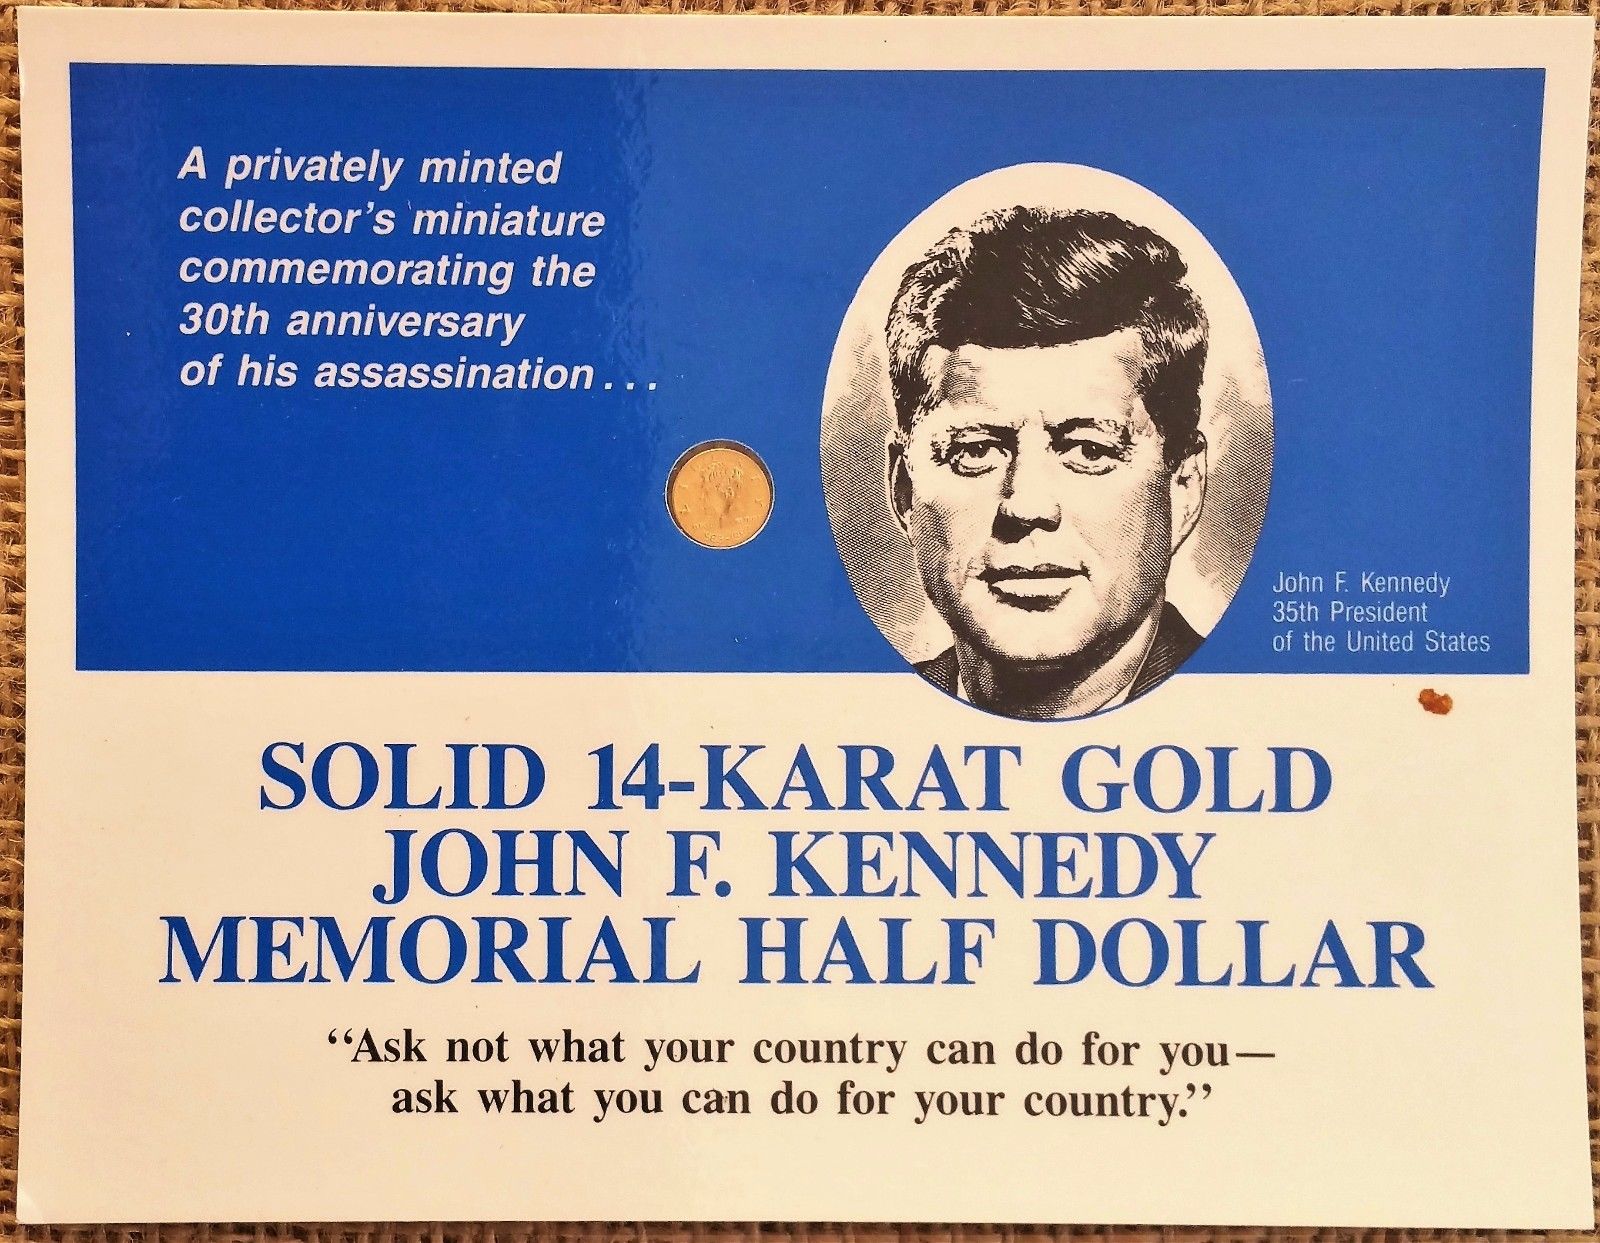 A privately minted
collector's miniature
commemorating the
30th anniversary
of his assassination...
John F. Kennedy
35th President
of the United States
SOLID 14-KARAT GOLD
JOHN F. KENNEDY
MEMORIAL HALF DOLLAR
“Ask not what your country can do for you—
ask what you can do for your country.”